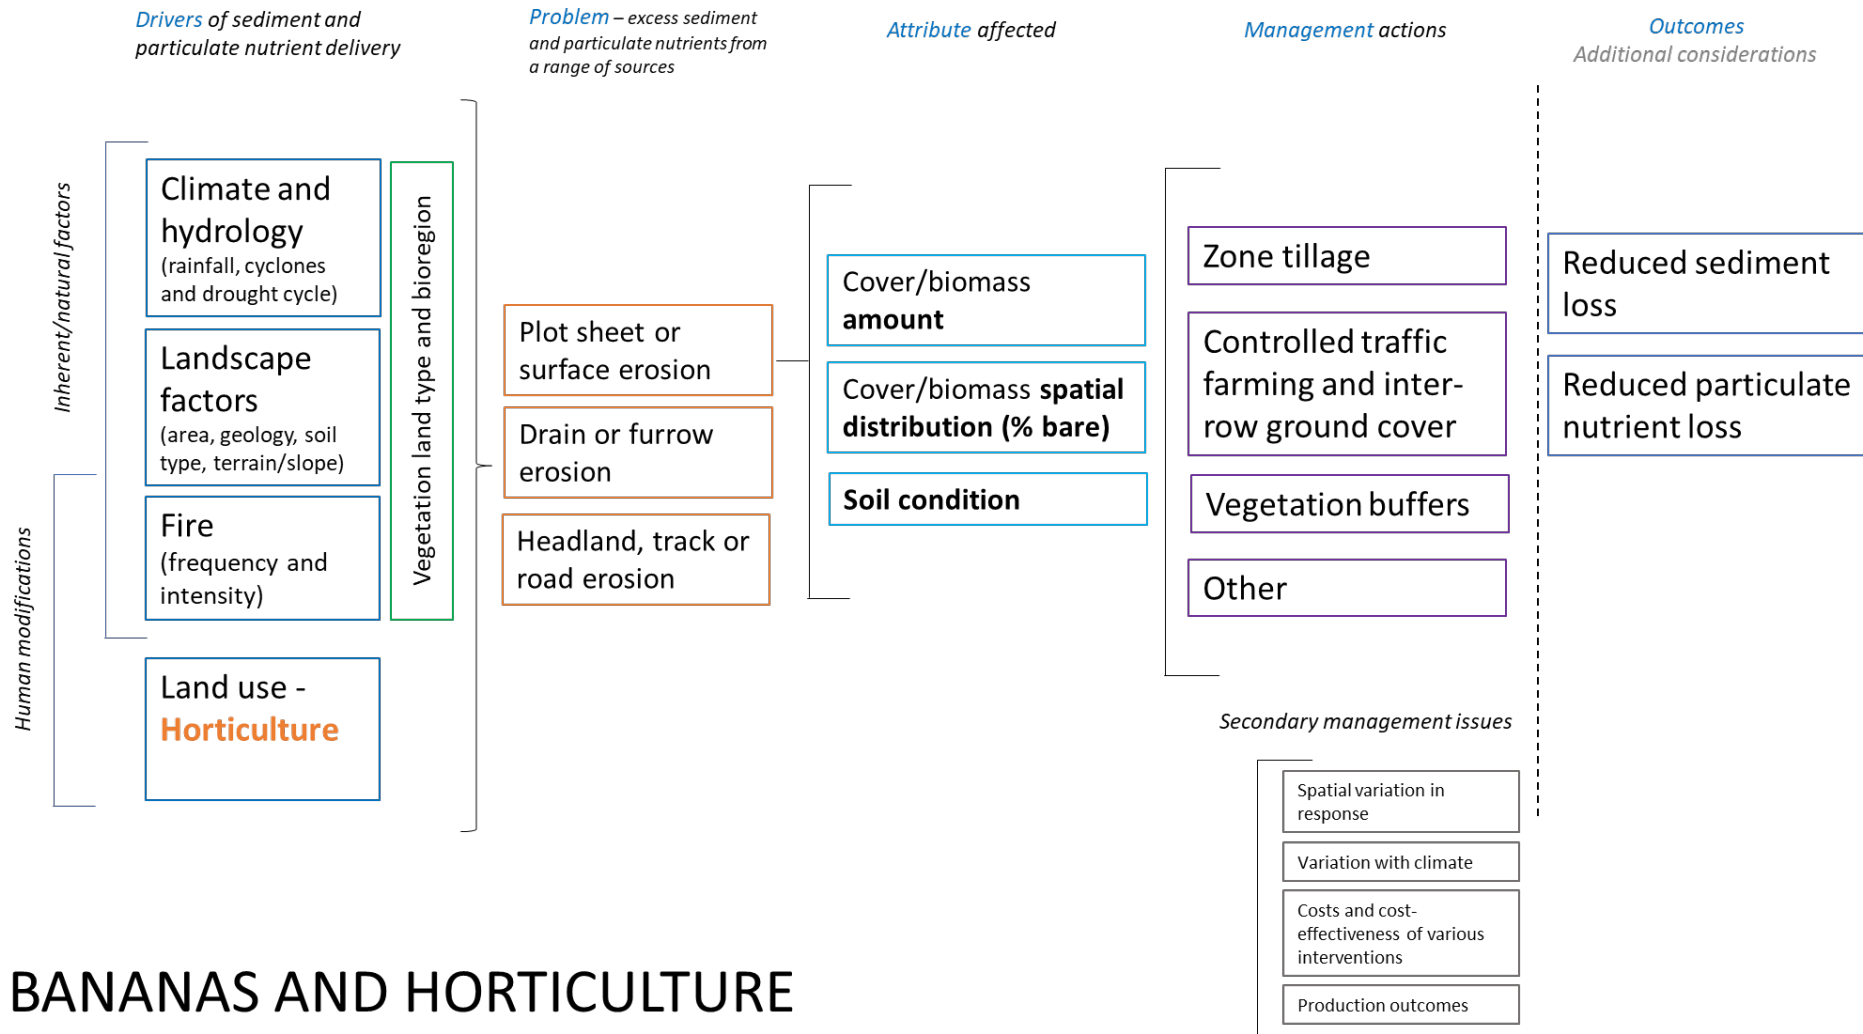 Drivers of sediment and
particulate nutrient delivery
Problem – excess sediment
and particulate nutrients from
a range of sources
Attribute affected
Management actions
Outcomes
Additional considerations
Inherent/natural factors
Human modifications
Climate and
hydrology
(rainfall, cyclones
and drought cycle)
Landscape
factors
(area, geology, soil
type, terrain/slope)
Fire
(frequency and
intensity)
Land use -
Horticulture
Vegetation land type and bioregion
Plot sheet or
surface erosion
Drain or furrow
erosion
Headland, track or
road erosion
Cover/biomass
amount
Cover/biomass spatial
distribution (% bare)
Soil condition
Zone tillage
Controlled traffic
farming and inter-
row ground cover
Vegetation buffers
Other
Secondary management issues
Spatial variation in
response
Variation with climate
Costs and cost-
effectiveness of various
interventions
Production outcomes
Reduced sediment
loss
Reduced particulate
nutrient loss
BANANAS AND HORTICULTURE